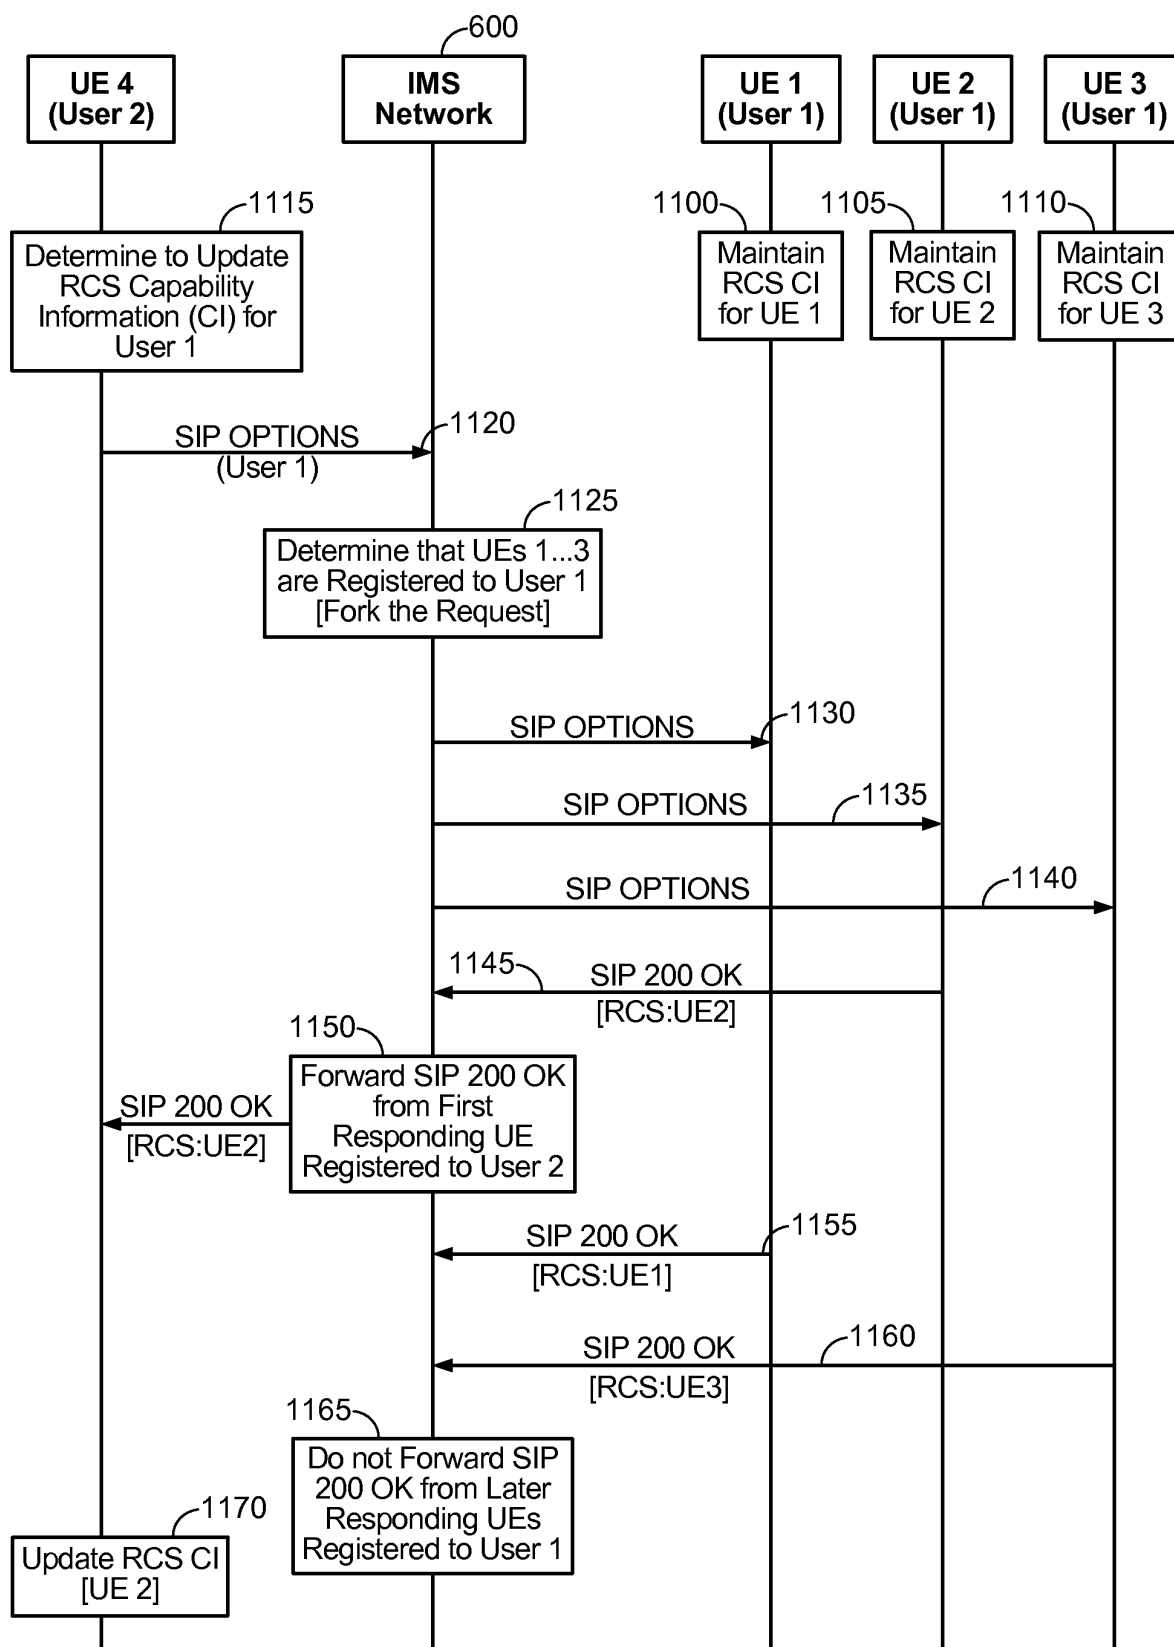 600
UE 4
(User 2)
IMS
Network
UE 1
(User 1)
UE 2
(User 1)
UE 3
(User 1)
1115
1100
1105
1110
Determine to Update
RCS Capability
Information (CI) for
User 1
Maintain
RCS CI
for UE 1
Maintain
RCS CI
for UE 2
Maintain
RCS CI
for UE 3
1120
SIP OPTIONS
(User 1)
1125
Determine that UEs 1...3
are Registered to User 1
[Fork the Request]
1130
SIP OPTIONS
1135
SIP OPTIONS
1140
SIP OPTIONS
1145
SIP 200 OK
[RCS:UE2]
1150
Forward SIP 200 OK
from First
Responding UE
Registered to User 2
SIP 200 OK
[RCS:UE2]
1155
SIP 200 OK
[RCS:UE1]
1160
SIP 200 OK
[RCS:UE3]
1165
Do not Forward SIP
200 OK from Later
Responding UEs
Registered to User 1
1170
Update RCS CI
[UE 2]